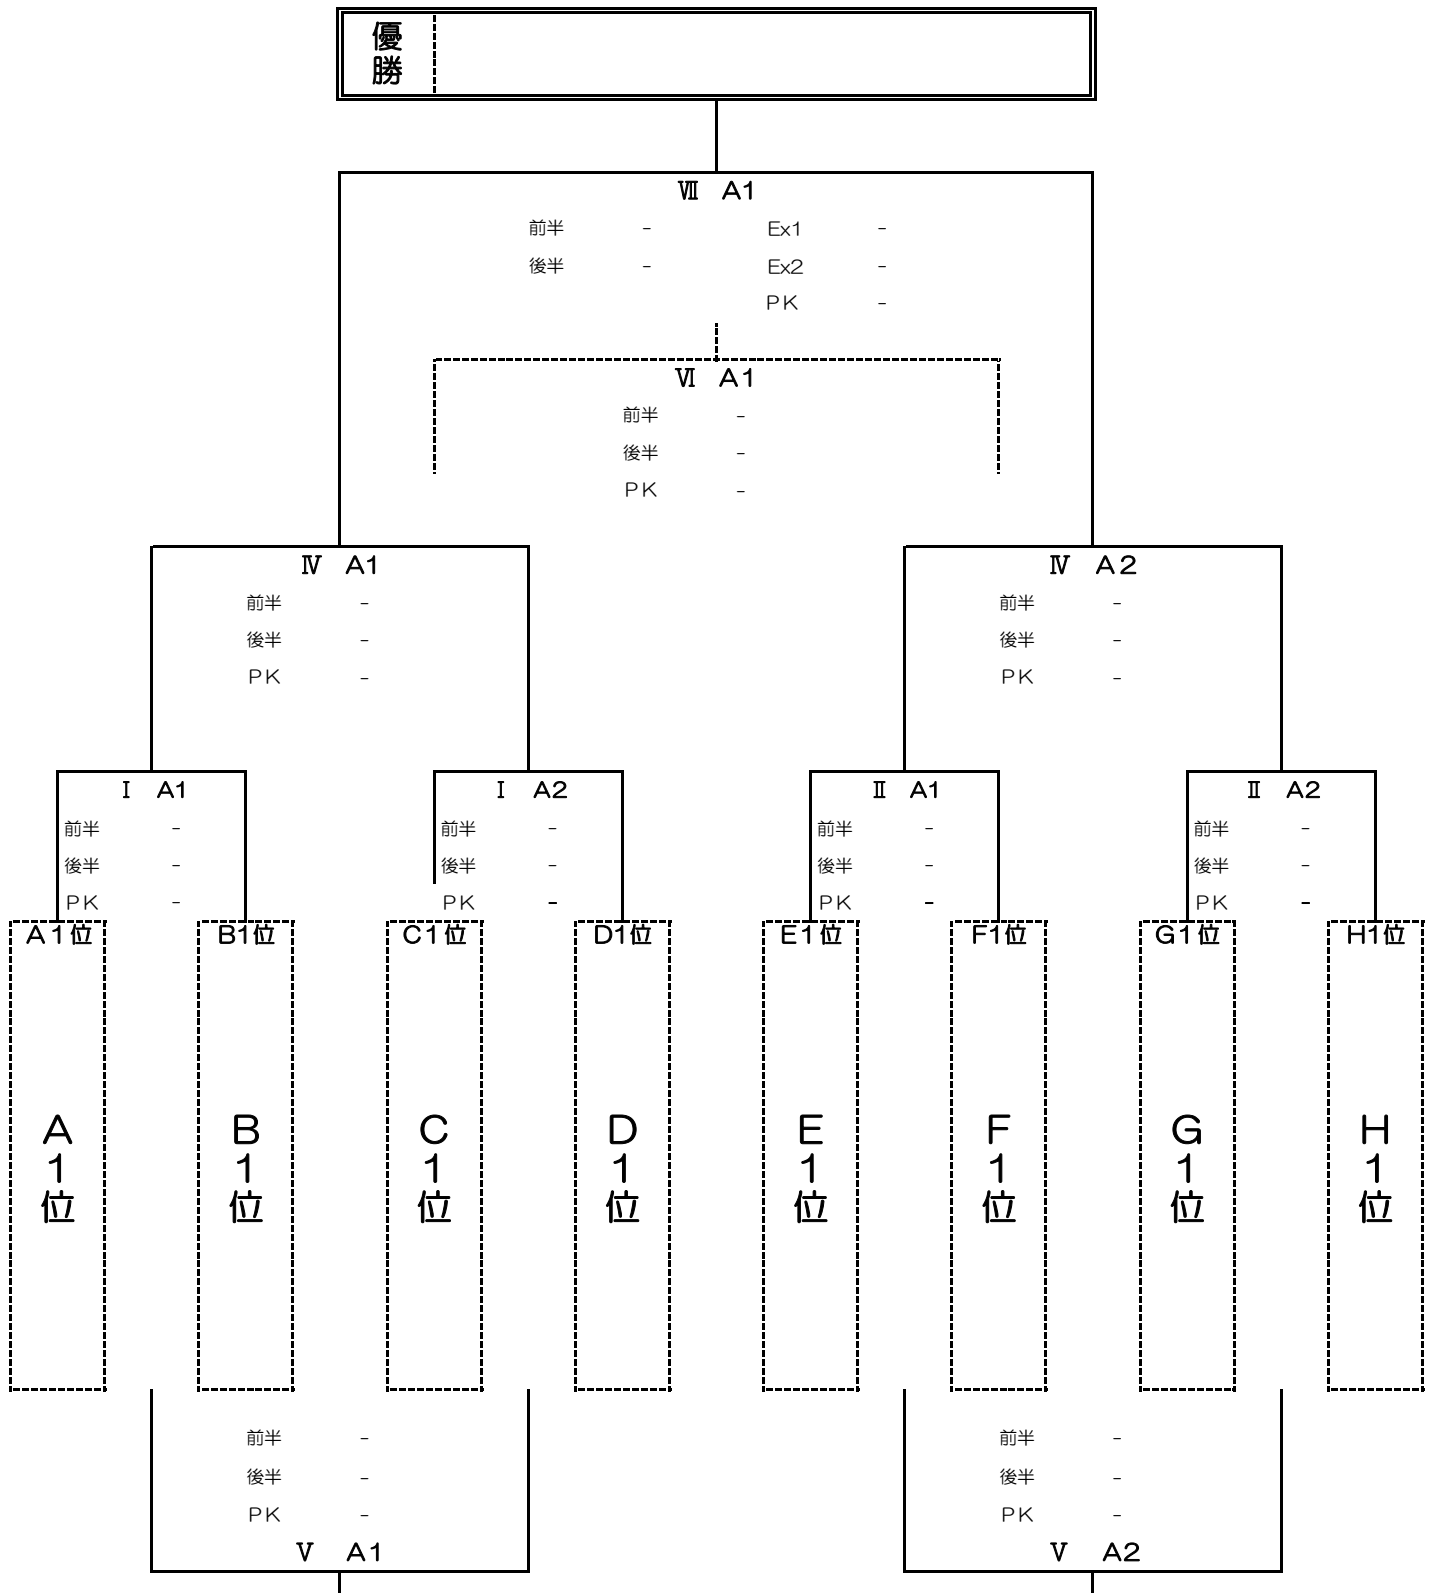 優
勝
Ⅶ A1
前半 - Ex1 -
後半 - Ex2 -
PK -
Ⅵ A1
前半 -
後半 -
PK -
Ⅳ A1 Ⅳ A2
前半 - 前半 -
後半 - 後半 -
PK - PK -
Ⅰ A1 Ⅰ A2 Ⅱ A1 Ⅱ A2
前半 - 前半 - 前半 - 前半 -
後半 - 後半 - 後半 - 後半 -
PK - PK - PK - PK -
A1位 B1位 C1位 D1位 E1位 F1位 G1位 H1位
A B C D E F G H
1 1 1 1 1 1 1 1
位 位 位 位 位 位 位 位
前半 - 前半 -
後半 - 後半 -
PK - PK -
Ⅴ A1 Ⅴ A2